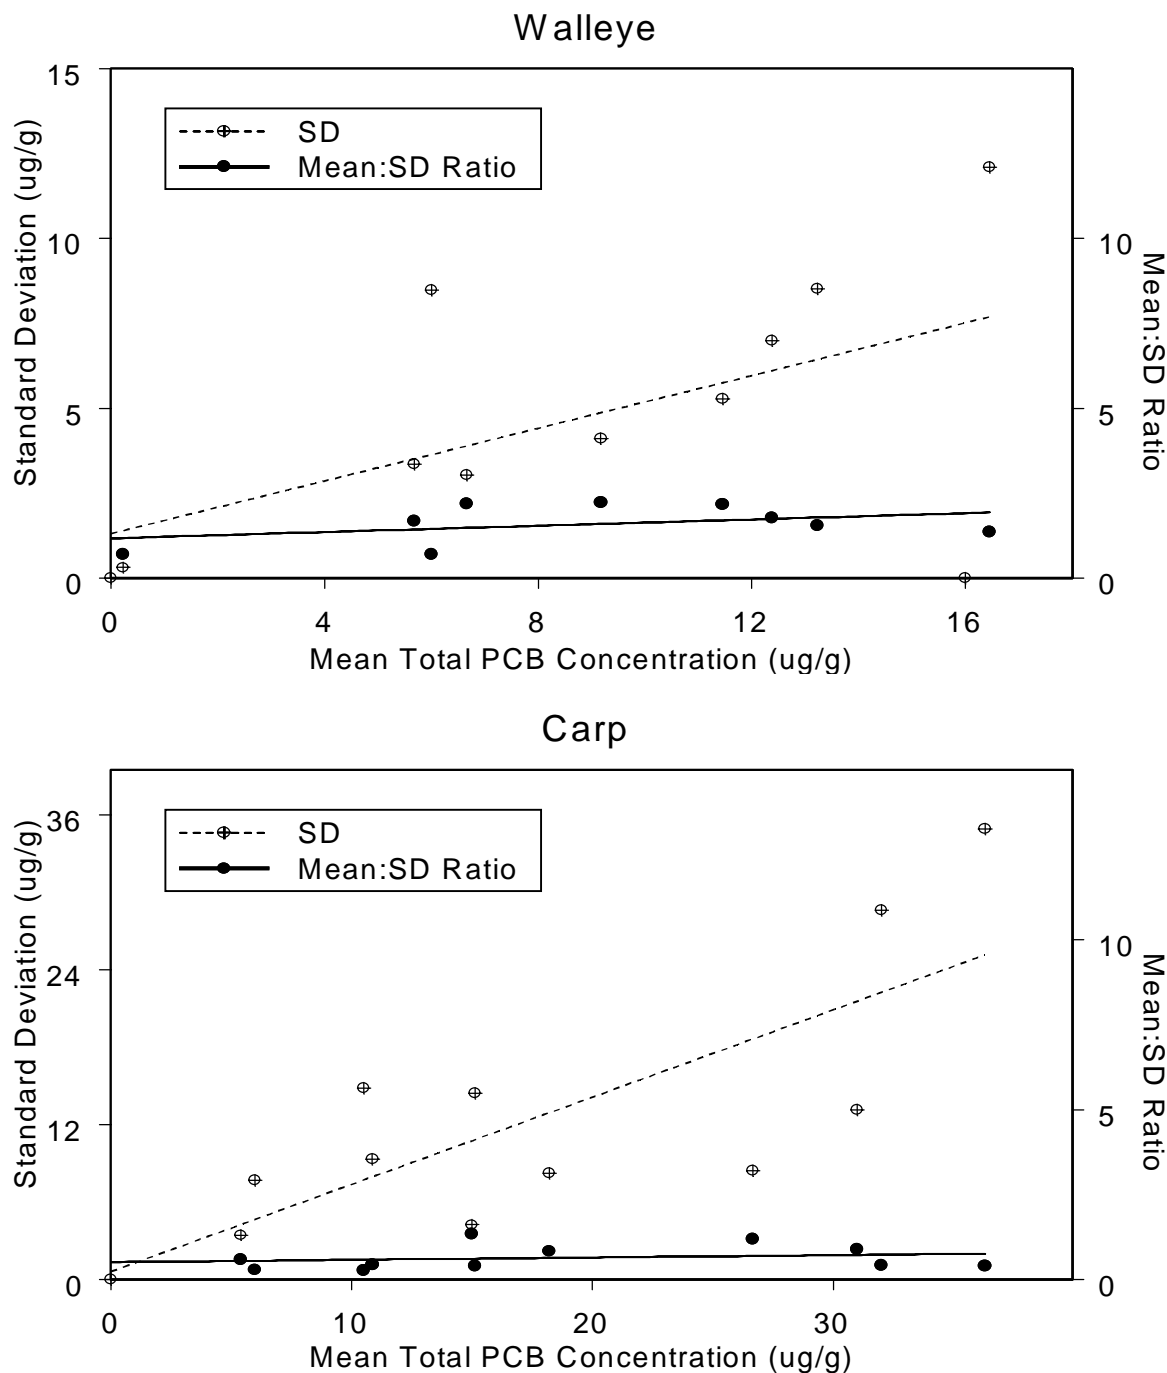 Walleye
15
10
5
0
Standard Deviation (ug/g)
SD
Mean:SD Ratio
10
5
0
Mean:SD Ratio
0 4 8 12 16
Mean Total PCB Concentration (ug/g)
Carp
36
24
12
0
Standard Deviation (ug/g)
SD
Mean:SD Ratio
10
5
0
Mean:SD Ratio
0 10 20 30
Mean Total PCB Concentration (ug/g)